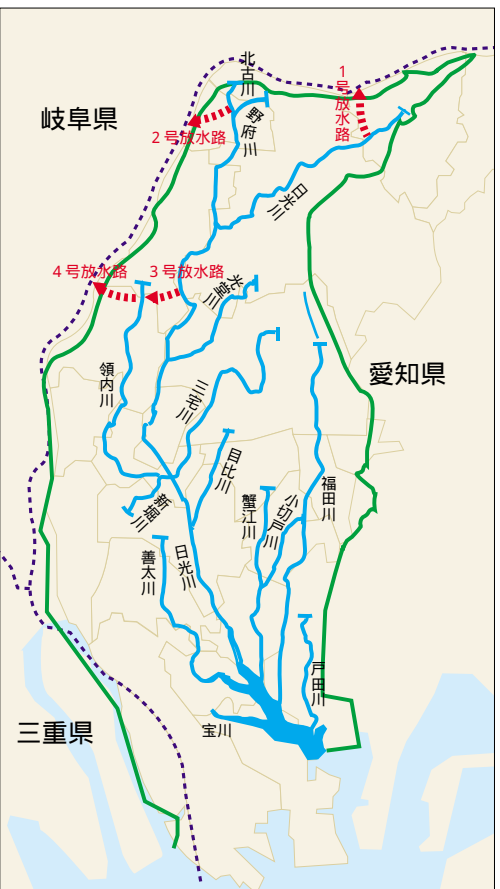 北古川
1号放水路
岐阜県
野府川
2号放水路
日光川
4号放水路
3号放水路
光堂川
領内川
愛知県
三宅川
目比川
新堀川
蟹江川
小切戸川
福田川
善太川
日光川
戸田川
三重県
宝川